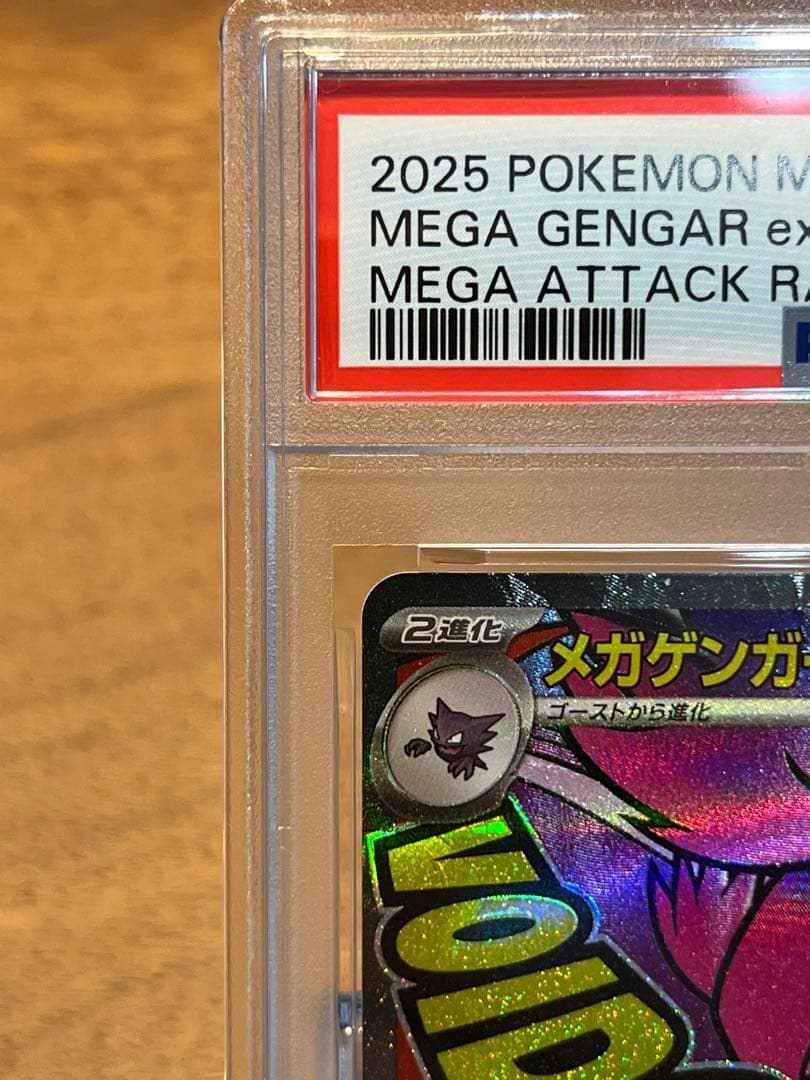 2025 POKEMON M
MEGA GENGAR ex
MEGA ATTACK RA
2進化
メガゲンガー
ゴーストから進化
VOID